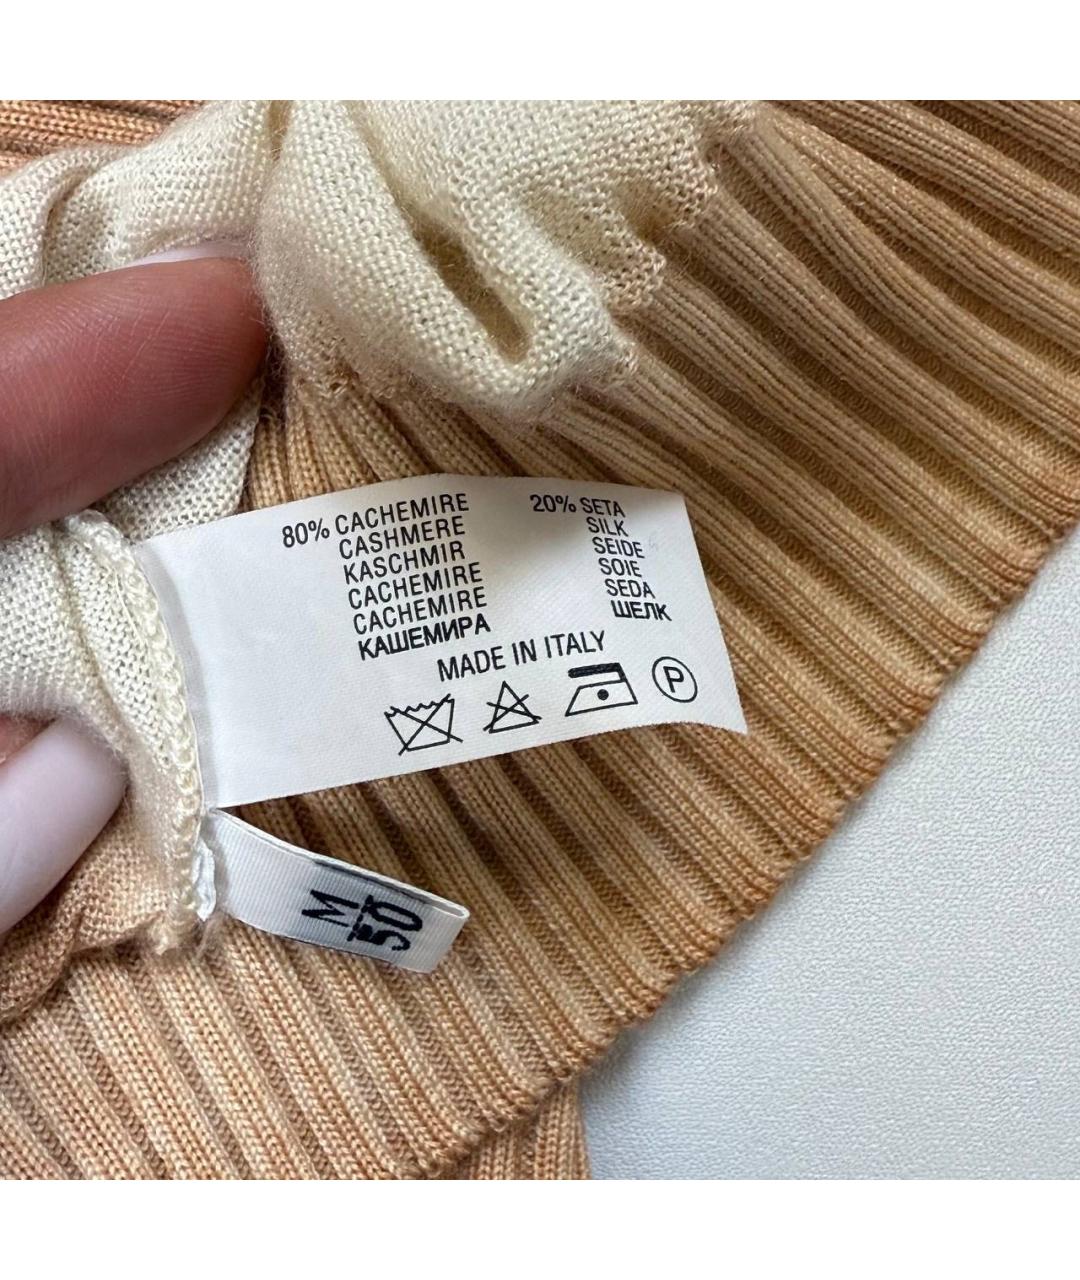 80% CACHEMIRE
CASHMERE
KASCHMIR
CACHEMIRE
CACHEMIRE
КАШЕМИРА
20% SETA
SILK
SEIDE
SOIE
SEDA
ШЕЛК
MADE IN ITALY
P
M
50